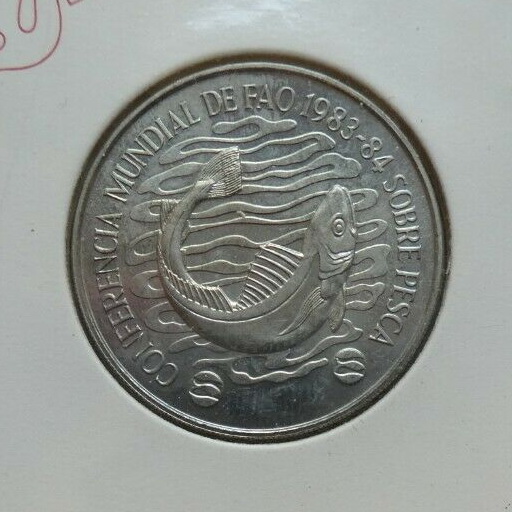 CONFERENCIA MUNDIAL DE FAO 1983-84 SOBRE PESCA